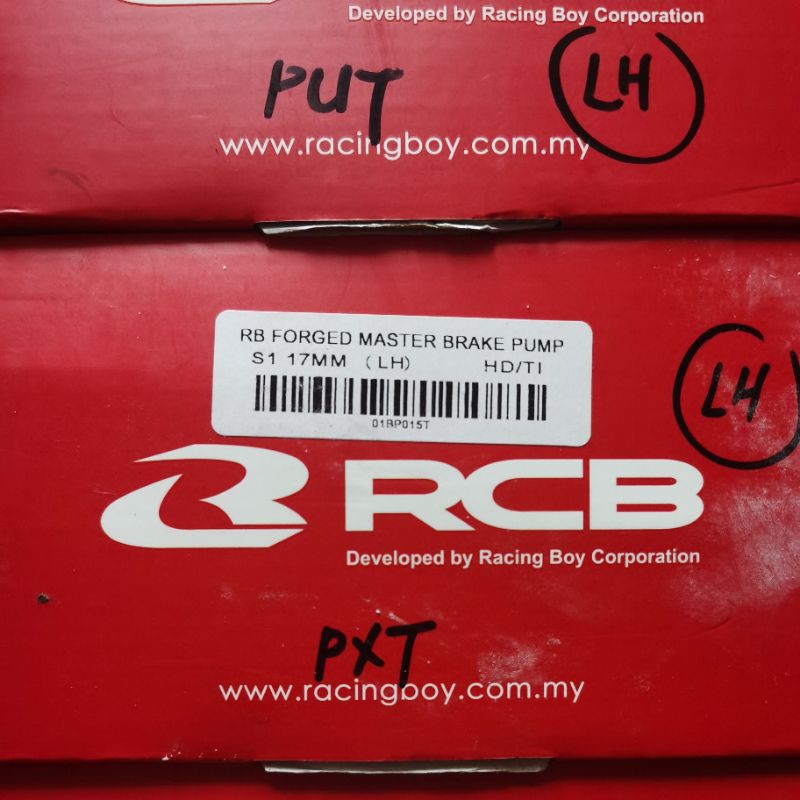 Developed by Racing Boy Corporation
PUT
LH
www.racingboy.com.my
RB FORGED MASTER BRAKE PUMP
S1 17MM (LH) HD/TI
01BP015T
LH
RCB
Developed by Racing Boy Corporation
PXT
www.racingboy.com.my